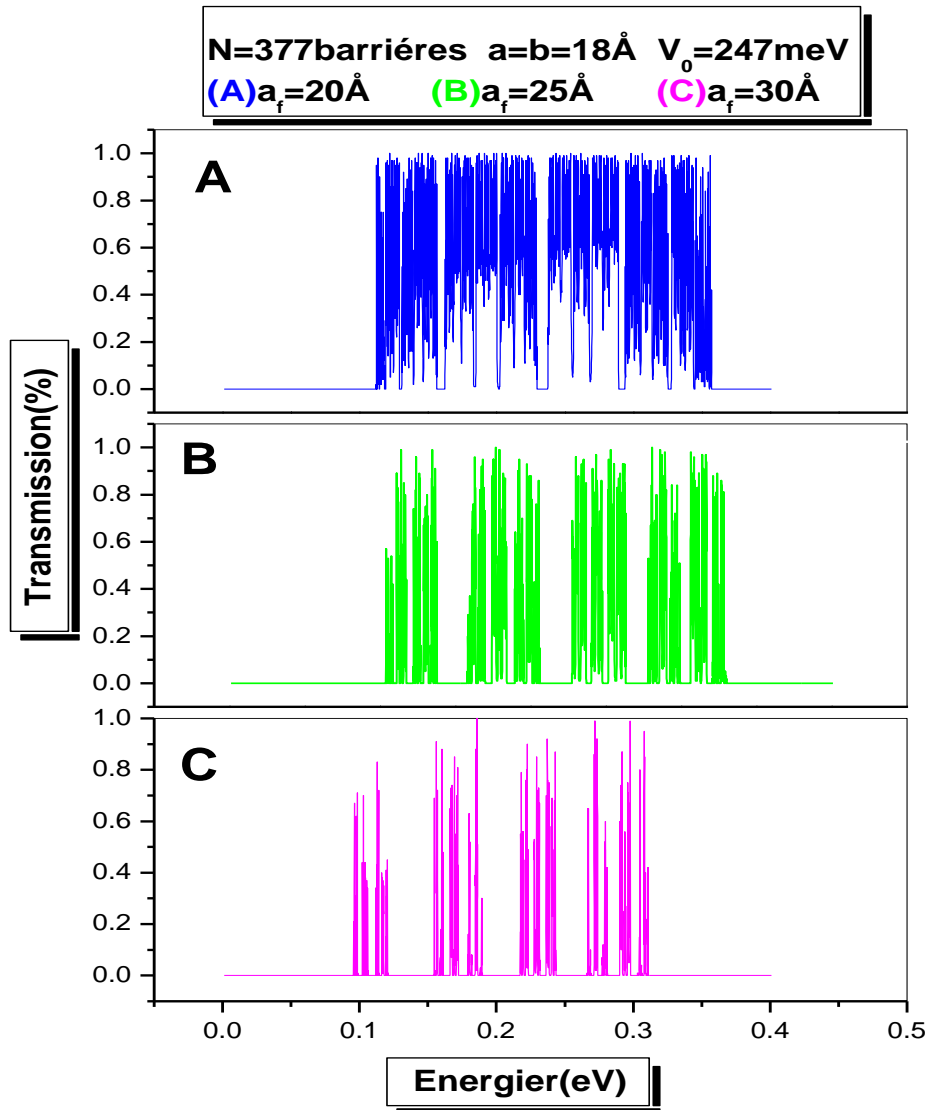 N=377barriéres a=b=18Å V0=247meV
(A)af=20Å (B)af=25Å (C)af=30Å
A
1.0
0.8
0.6
0.4
0.2
0.0
B
1.0
0.8
0.6
0.4
0.2
0.0
C
1.0
0.8
0.6
0.4
0.2
0.0
Transmission(%)
0.0 0.1 0.2 0.3 0.4 0.5
Energier(eV)